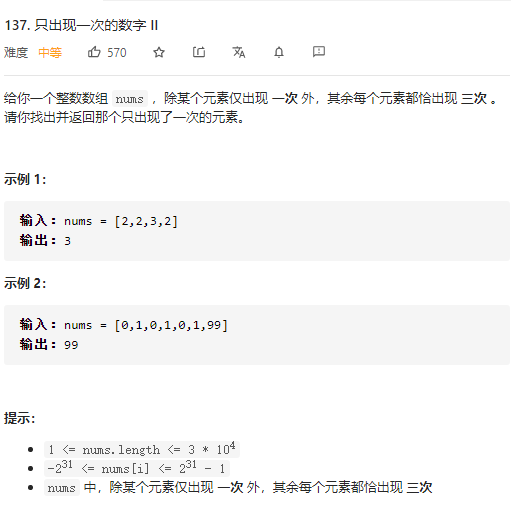 137. 只出现一次的数字 II
难度 中等 570
给你一个整数数组 nums ，除某个元素仅出现 一次 外，其余每个元素都恰出现 三次 。
请你找出并返回那个只出现了一次的元素。
示例 1：
输入：nums = [2,2,3,2]
输出：3
示例 2：
输入：nums = [0,1,0,1,0,1,99]
输出：99
提示：
1 <= nums.length <= 3 * 10⁴
-2³¹ <= nums[i] <= 2³¹ - 1
nums 中，除某个元素仅出现 一次 外，其余每个元素都恰出现 三次